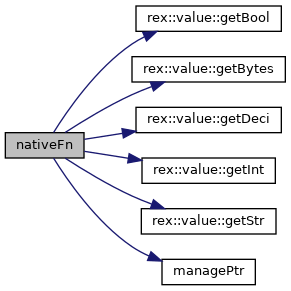 rex::value::getBool
rex::value::getBytes
rex::value::getDeci
nativeFn
rex::value::getInt
rex::value::getStr
managePtr